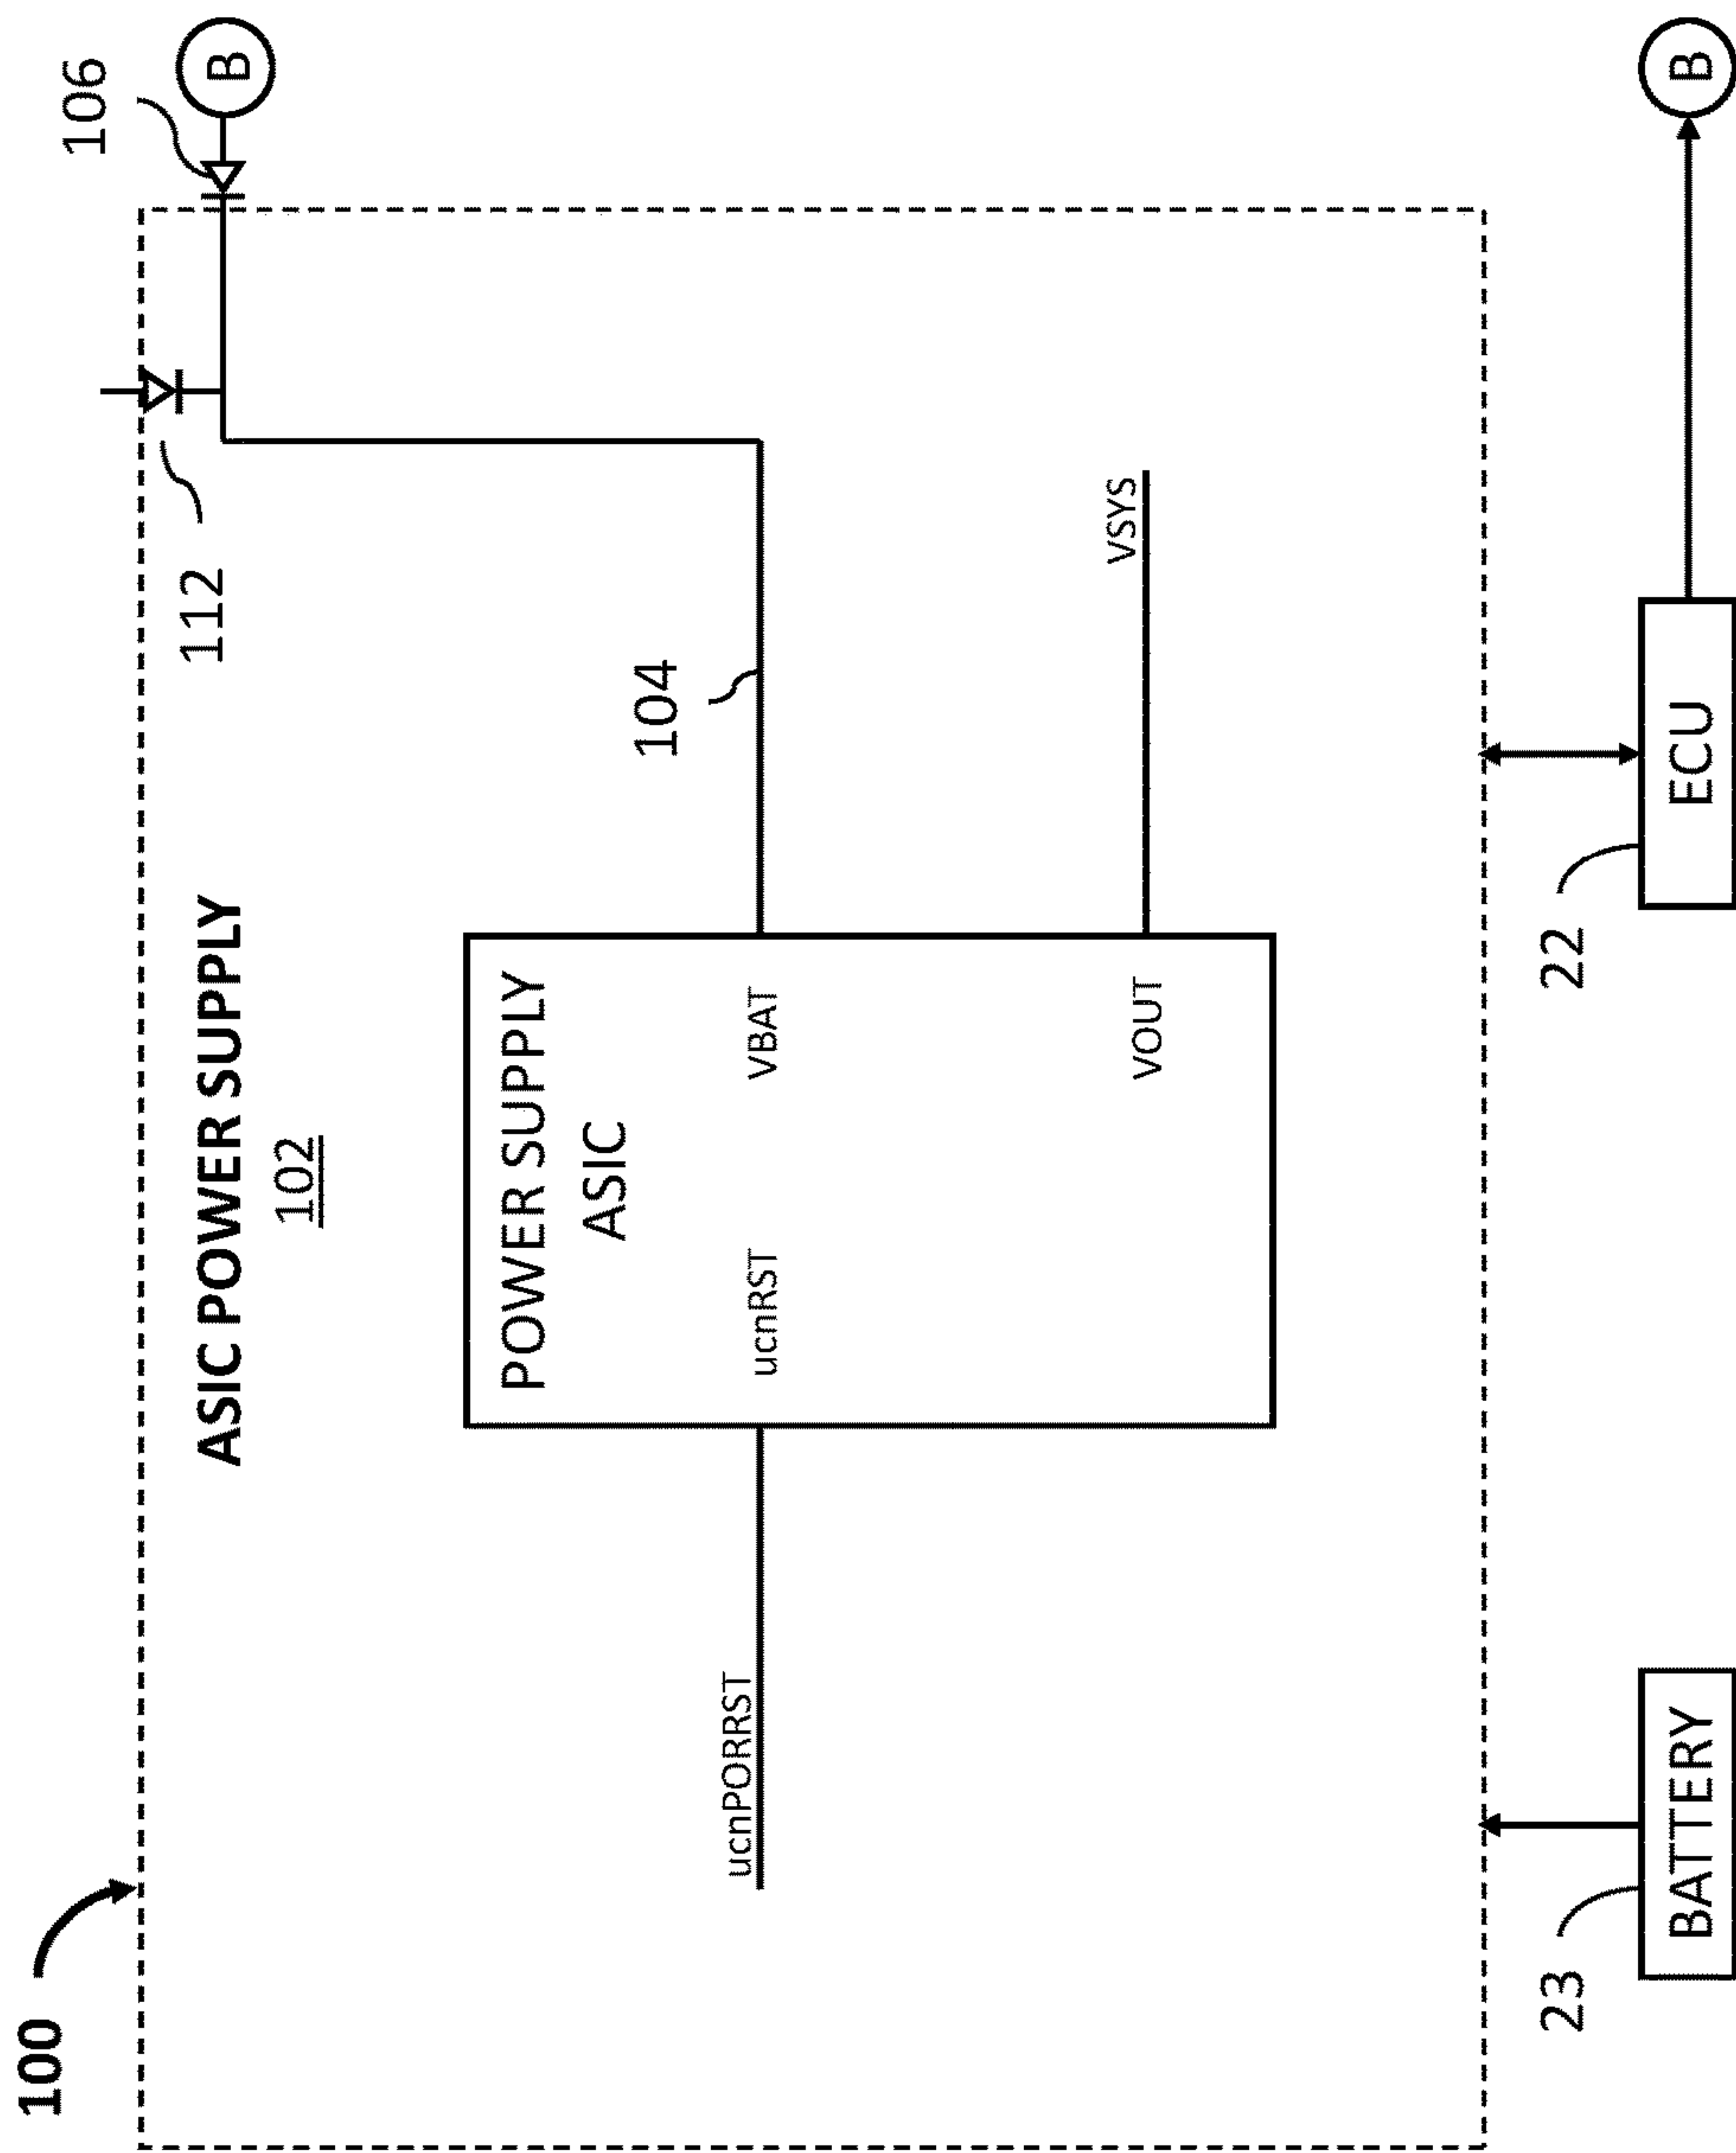 100
ASIC POWER SUPPLY
102
106
B
112
104
POWER SUPPLY
ASIC
ucnPORRST
ucnRST
VBAT
VSYS
VOUT
23
22
BATTERY
ECU
B